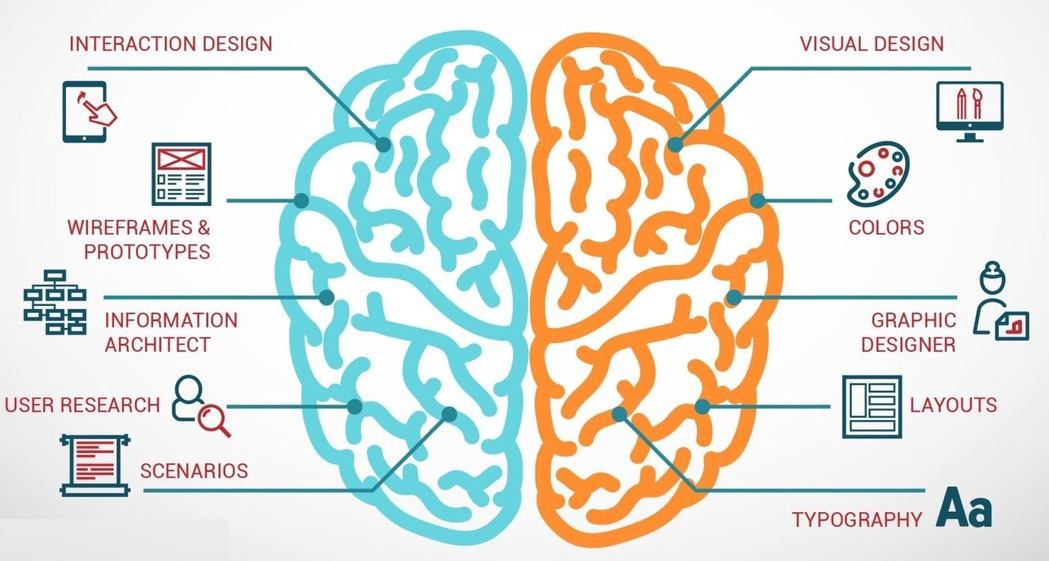 INTERACTION DESIGN
WIREFRAMES &
PROTOTYPES
INFORMATION
ARCHITECT
USER RESEARCH
SCENARIOS
VISUAL DESIGN
COLORS
GRAPHIC
DESIGNER
LAYOUTS
TYPOGRAPHY
Aa